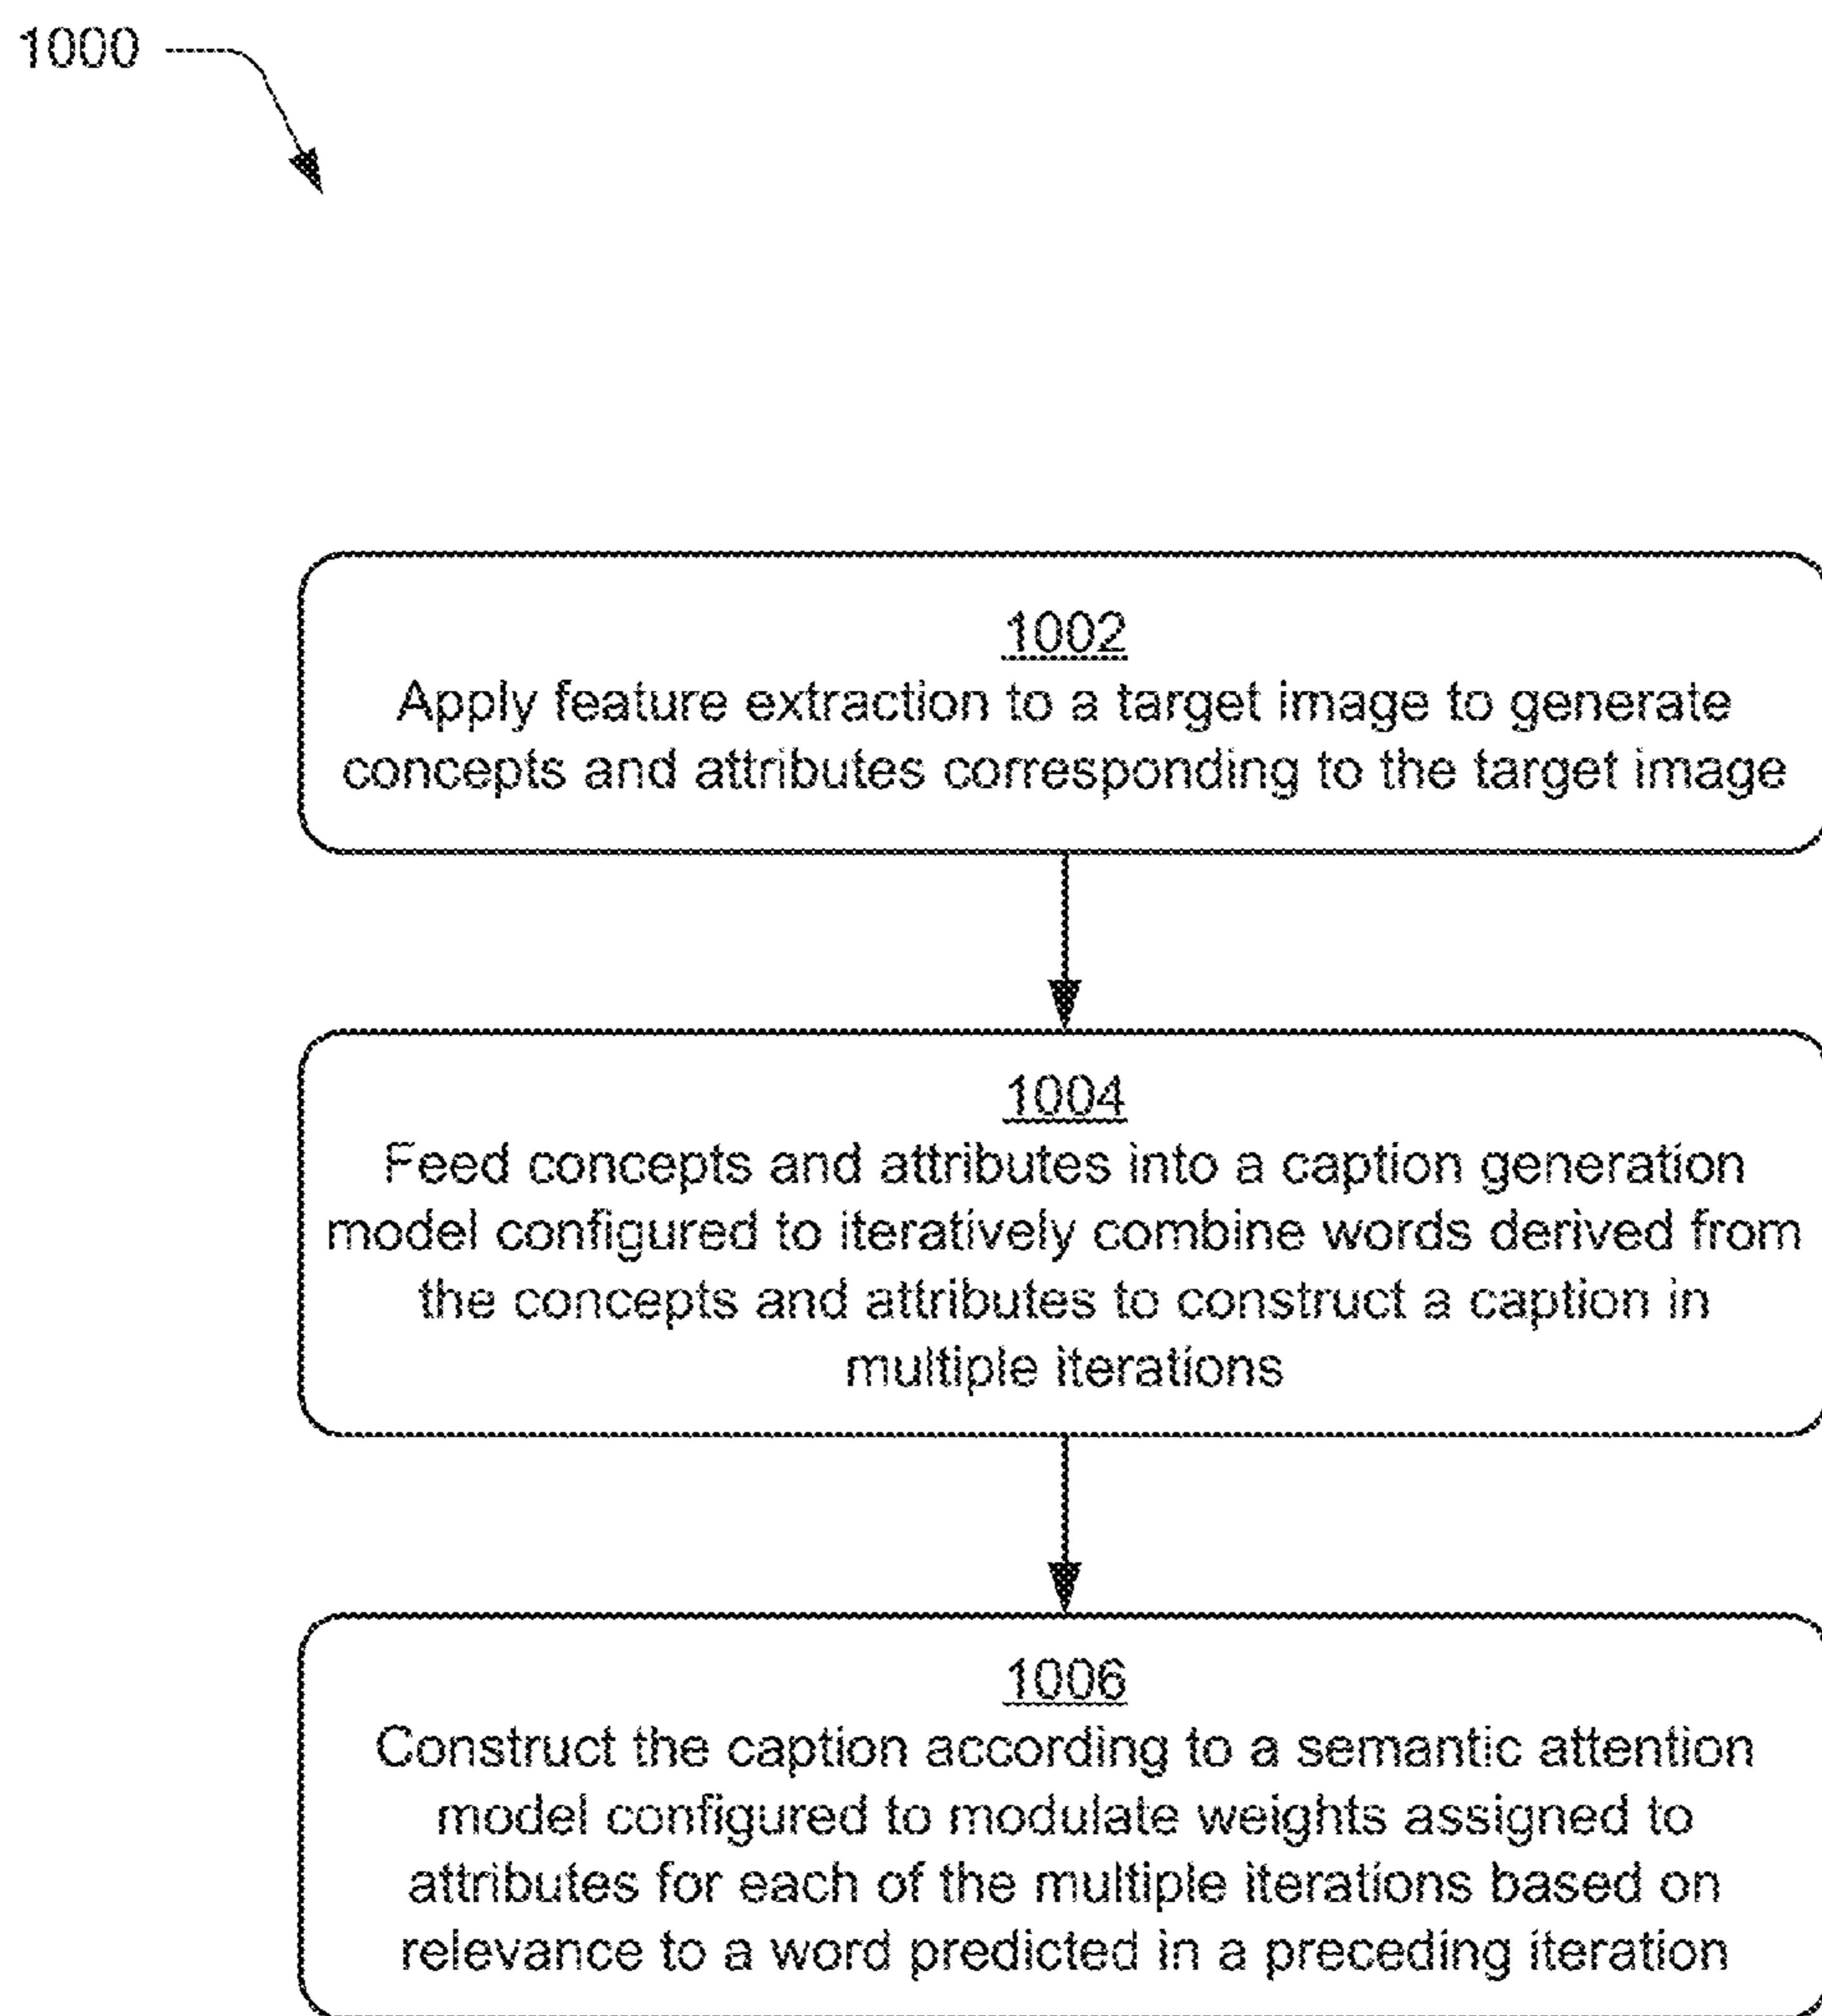 1000
1002
Apply feature extraction to a target image to generate
concepts and attributes corresponding to the target image
1004
Feed concepts and attributes into a caption generation
model configured to iteratively combine words derived from
the concepts and attributes to construct a caption in
multiple iterations
1006
Construct the caption according to a semantic attention
model configured to modulate weights assigned to
attributes for each of the multiple iterations based on
relevance to a word predicted in a preceding iteration